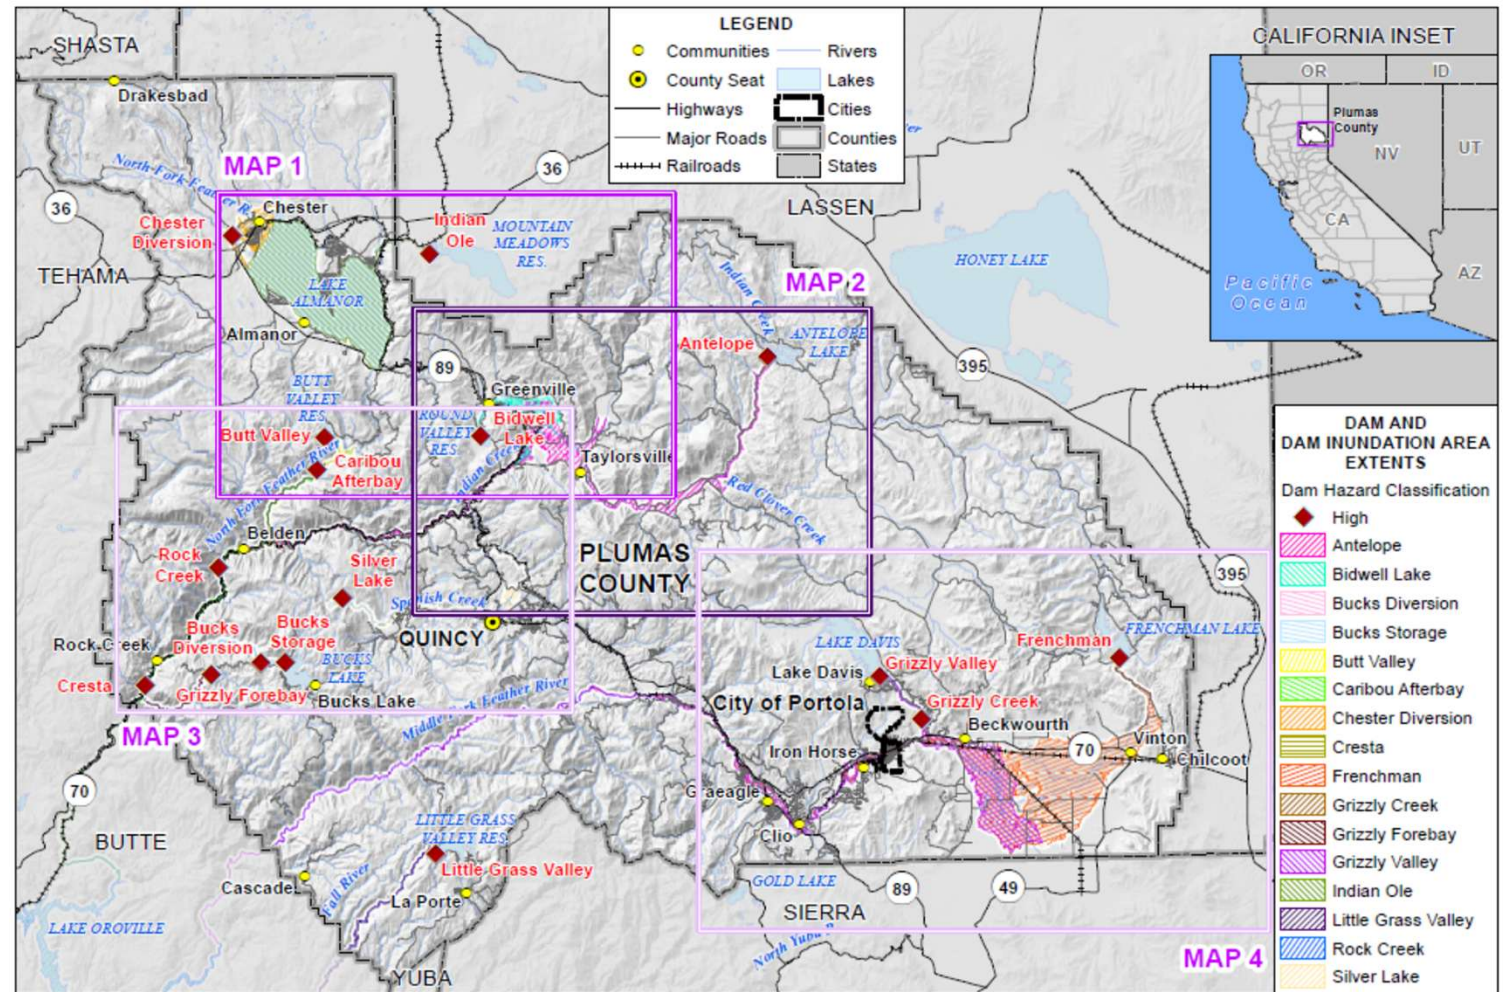 SHASTA
Drakesbad
LEGEND
Communities
County Seat
Highways
Major Roads
Railroads
Rivers
Lakes
Cities
Counties
States
CALIFORNIA INSET
OR
ID
Plumas
County
NV
UT
CA
AZ
Pacific
Ocean
MAP 1
North Fork Feather R.
36
36
Chester
Chester
Diversion
Indian
Ole
MOUNTAIN
MEADOWS
RES.
LASSEN
TEHAMA
LAKE
ALMANOR
Almanor
HONEY LAKE
MAP 2
Indian Creek
ANTELOPE
LAKE
Antelope
395
89
Greenville
BUTT
VALLEY
RES.
ROUND
VALLEY
RES
Bidwell
Lake
Butt Valley
Caribou
Afterbay
Taylorsville
Indian Creek
North Fork Feather River
Red Clover Creek
Belden
Rock
Creek
Silver
Lake
PLUMAS
COUNTY
395
Spanish Creek
QUINCY
Bucks
Diversion
Bucks
Storage
Rock Creek
BUCKS
LAKE
Cresta
Grizzly Forebay
Bucks Lake
MAP 3
Middle Fork Feather River
LAKE DAVIS
Frenchman
FRENCHMAN LAKE
Lake Davis
Grizzly Valley
City of Portola
Grizzly Creek
Beckwourth
Iron Horse
70
Vinton
Chilcoot
Graeagle
Clio
70
LITTLE GRASS
VALLEY RES
BUTTE
Little Grass Valley
Cascade
Fall River
La Porte
GOLD LAKE
89
49
SIERRA
LAKE OROVILLE
YUBA
MAP 4
DAM AND
DAM INUNDATION AREA
EXTENTS
Dam Hazard Classification
High
Antelope
Bidwell Lake
Bucks Diversion
Bucks Storage
Butt Valley
Caribou Afterbay
Chester Diversion
Cresta
Frenchman
Grizzly Creek
Grizzly Forebay
Grizzly Valley
Indian Ole
Little Grass Valley
Rock Creek
Silver Lake
North Yuba